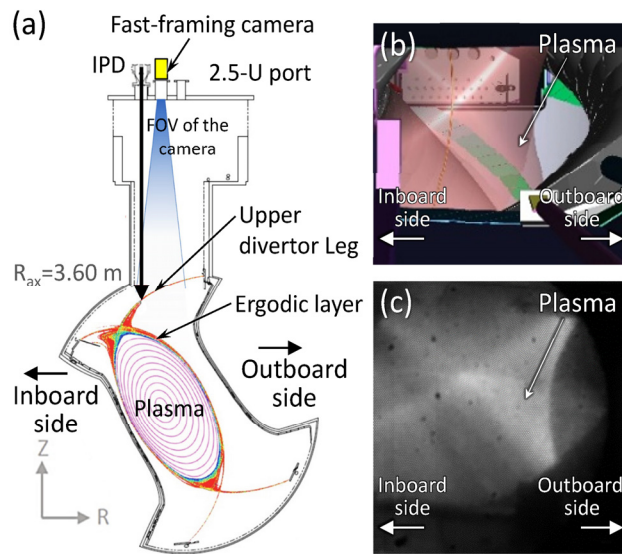 (a)
Fast-framing camera
IPD
2.5-U port
FOV of the
camera
Upper
divertor Leg
Rax=3.60 m
Ergodic layer
Outboard
side
Inboard
side
Plasma
Z
R
(b)
Plasma
Inboard
side
Outboard
side
(c)
Plasma
Inboard
side
Outboard
side